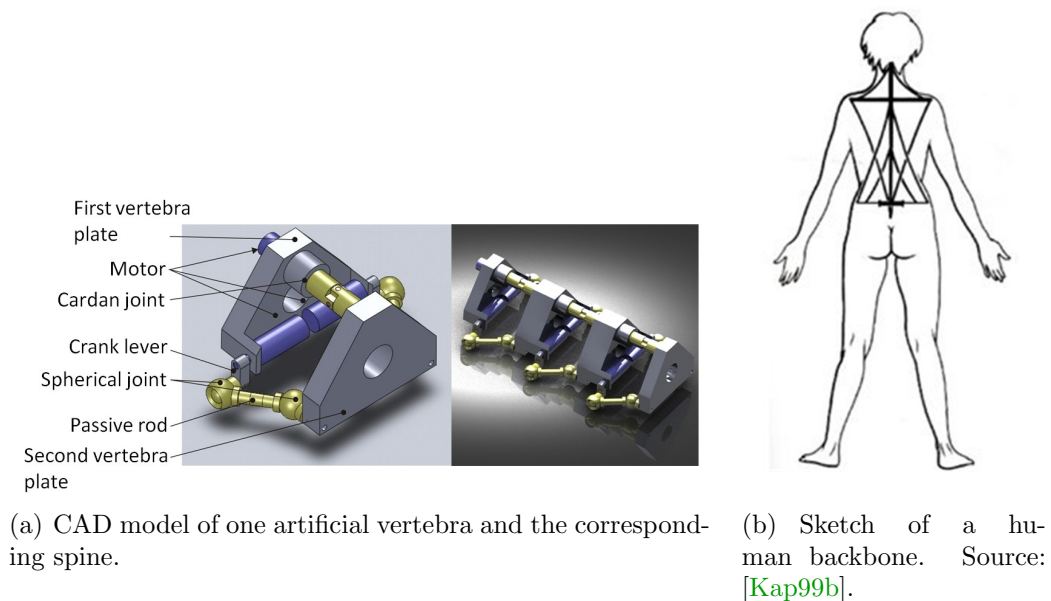 First vertebra
plate
Motor
Cardan joint
Crank lever
Spherical joint
Passive rod
Second vertebra
plate
(a) CAD model of one artificial vertebra and the correspond-
ing spine.
(b) Sketch of a hu-
man backbone. Source:
[Kap99b].